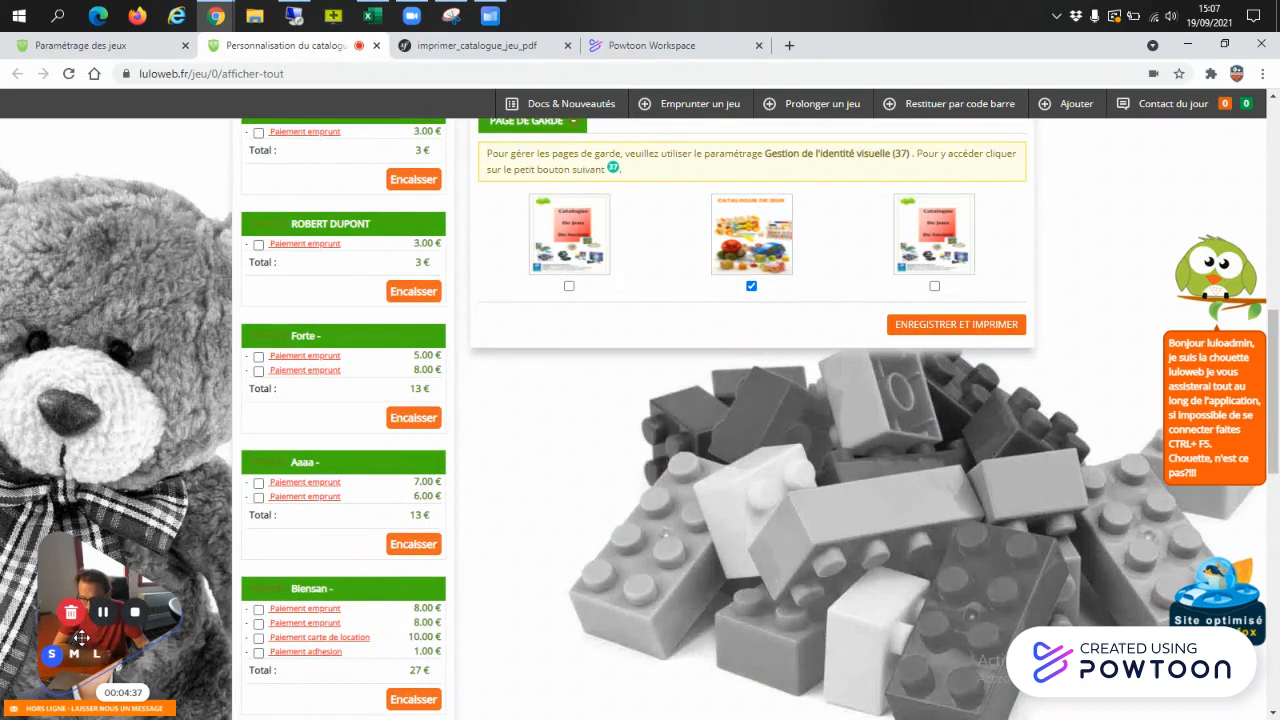 15:07
19/09/2021
Paramétrage des jeux
Personnalisation du catalogu
imprimer_catalogue_jeu_pdf
Powtoon Workspace
luloweb.fr/jeu/0/afficher-tout
Docs & Nouveautés
Emprunter un jeu
Prolonger un jeu
Restituer par code barre
Ajouter
Contact du jour 0 0
- Paiement emprunt 3.00 €
Total : 3 €
Encaisser
ROBERT DUPONT
- Paiement emprunt 3.00 €
Total : 3 €
Encaisser
Forte -
- Paiement emprunt 5.00 €
- Paiement emprunt 8.00 €
Total : 13 €
Encaisser
Aaaa -
- Paiement emprunt 7.00 €
- Paiement emprunt 6.00 €
Total : 13 €
Encaisser
Blensan -
- Paiement emprunt 8.00 €
- Paiement emprunt 8.00 €
- Paiement carte de location 10.00 €
- Paiement adhesion 1.00 €
Total : 27 €
Encaisser
PAGE DE GARDE -
Pour gérer les pages de garde, veuillez utiliser le paramétrage Gestion de l'identité visuelle (37) . Pour y accéder cliquer
sur le petit bouton suivant 37.
Catalogue
De Jeux
De Société
CATALOGUE DE JEUX
Catalogue
De Jeux
De Société
ENREGISTRER ET IMPRIMER
Bonjour luloadmin,
je suis la chouette
luloweb je vous
assisterai tout au
long de l'application,
si impossible de se
connecter faites
CTRL+ F5.
Chouette, n'est ce
pas?!!!
Site optimisé
fox
CREATED USING
POWTOON
S M L
00:04:37
HORS LIGNE - LAISSER NOUS UN MESSAGE